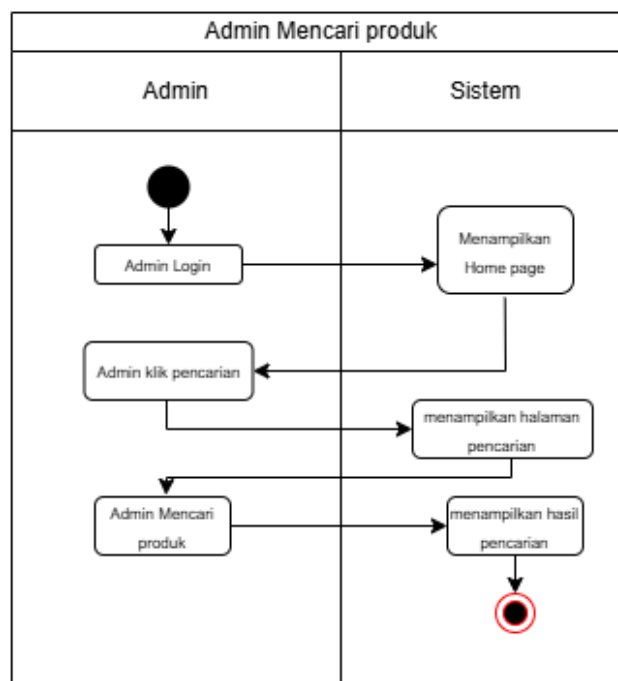 Admin Mencari produk
Admin
Sistem
Admin Login
Menampilkan
Home page
Admin klik pencarian
menampilkan halaman
pencarian
Admin Mencari
produk
menampilkan hasil
pencarian